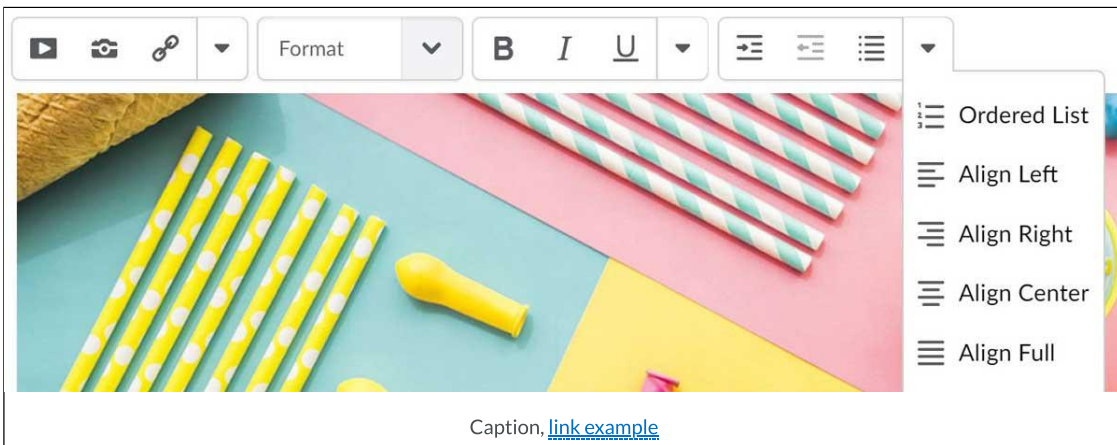 Format
B I U
Ordered List
Align Left
Align Right
Align Center
Align Full
Caption, link example